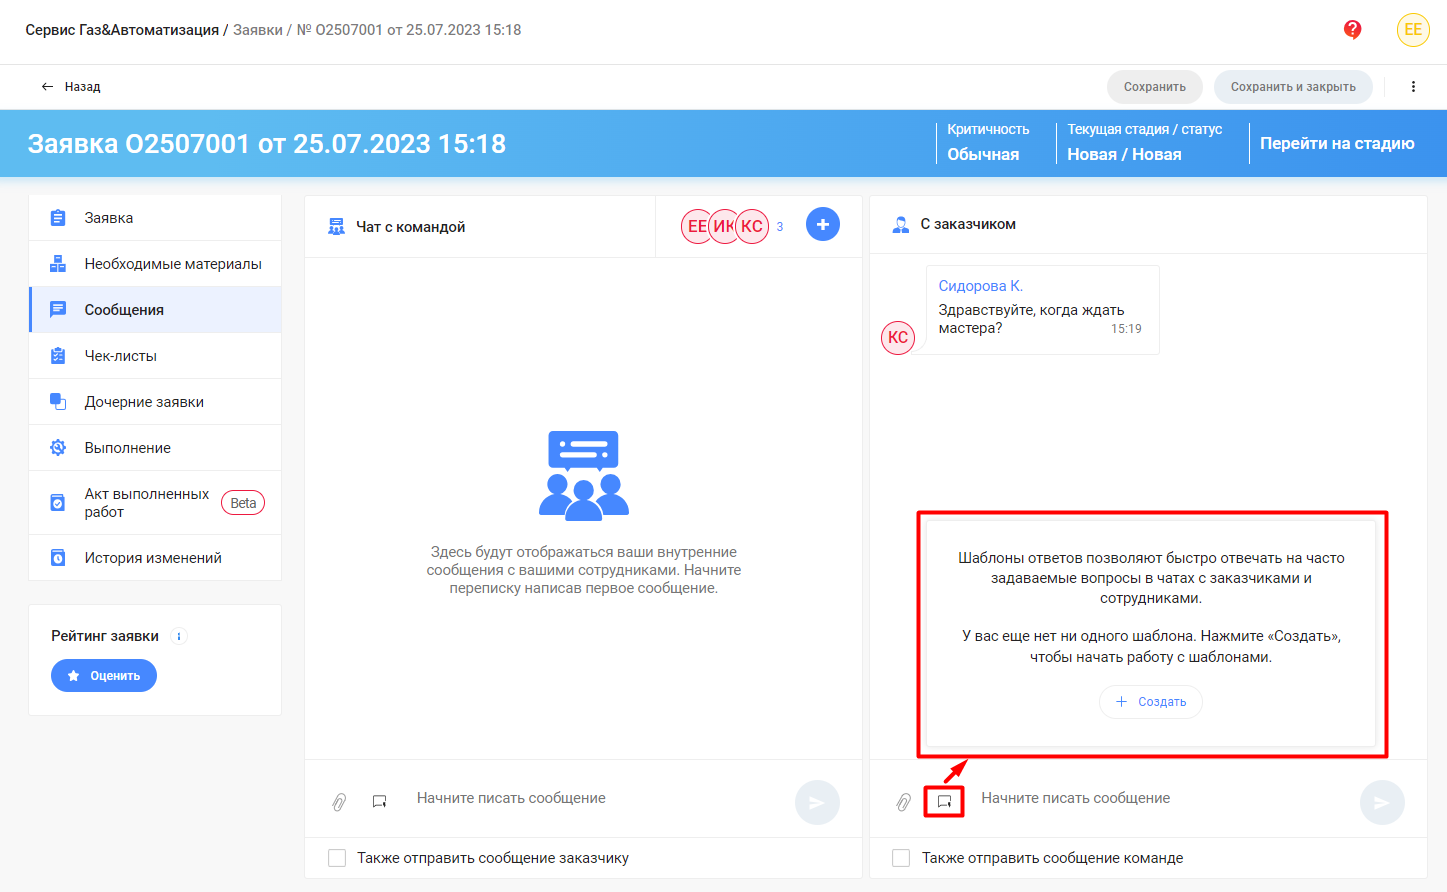 Сервис Газ&Автоматизация / Заявки / № О2507001 от 25.07.2023 15:18
ЕЕ
Назад
Сохранить
Сохранить и закрыть
Заявка О2507001 от 25.07.2023 15:18
Критичность
Обычная
Текущая стадия / статус
Новая / Новая
Перейти на стадию
Заявка
Необходимые материалы
Сообщения
Чек-листы
Дочерние заявки
Выполнение
Акт выполненных
работ
Beta
История изменений
Рейтинг заявки
Оценить
Чат с командой
ЕЕ ИК КС 3
Здесь будут отображаться ваши внутренние
сообщения с вашими сотрудниками. Начните
переписку написав первое сообщение.
Начните писать сообщение
Также отправить сообщение заказчику
С заказчиком
Сидорова К.
Здравствуйте, когда ждать
мастера? 15:19
КС
Шаблоны ответов позволяют быстро отвечать на часто
задаваемые вопросы в чатах с заказчиками и
сотрудниками.
У вас еще нет ни одного шаблона. Нажмите «Создать»,
чтобы начать работу с шаблонами.
Создать
Начните писать сообщение
Также отправить сообщение команде